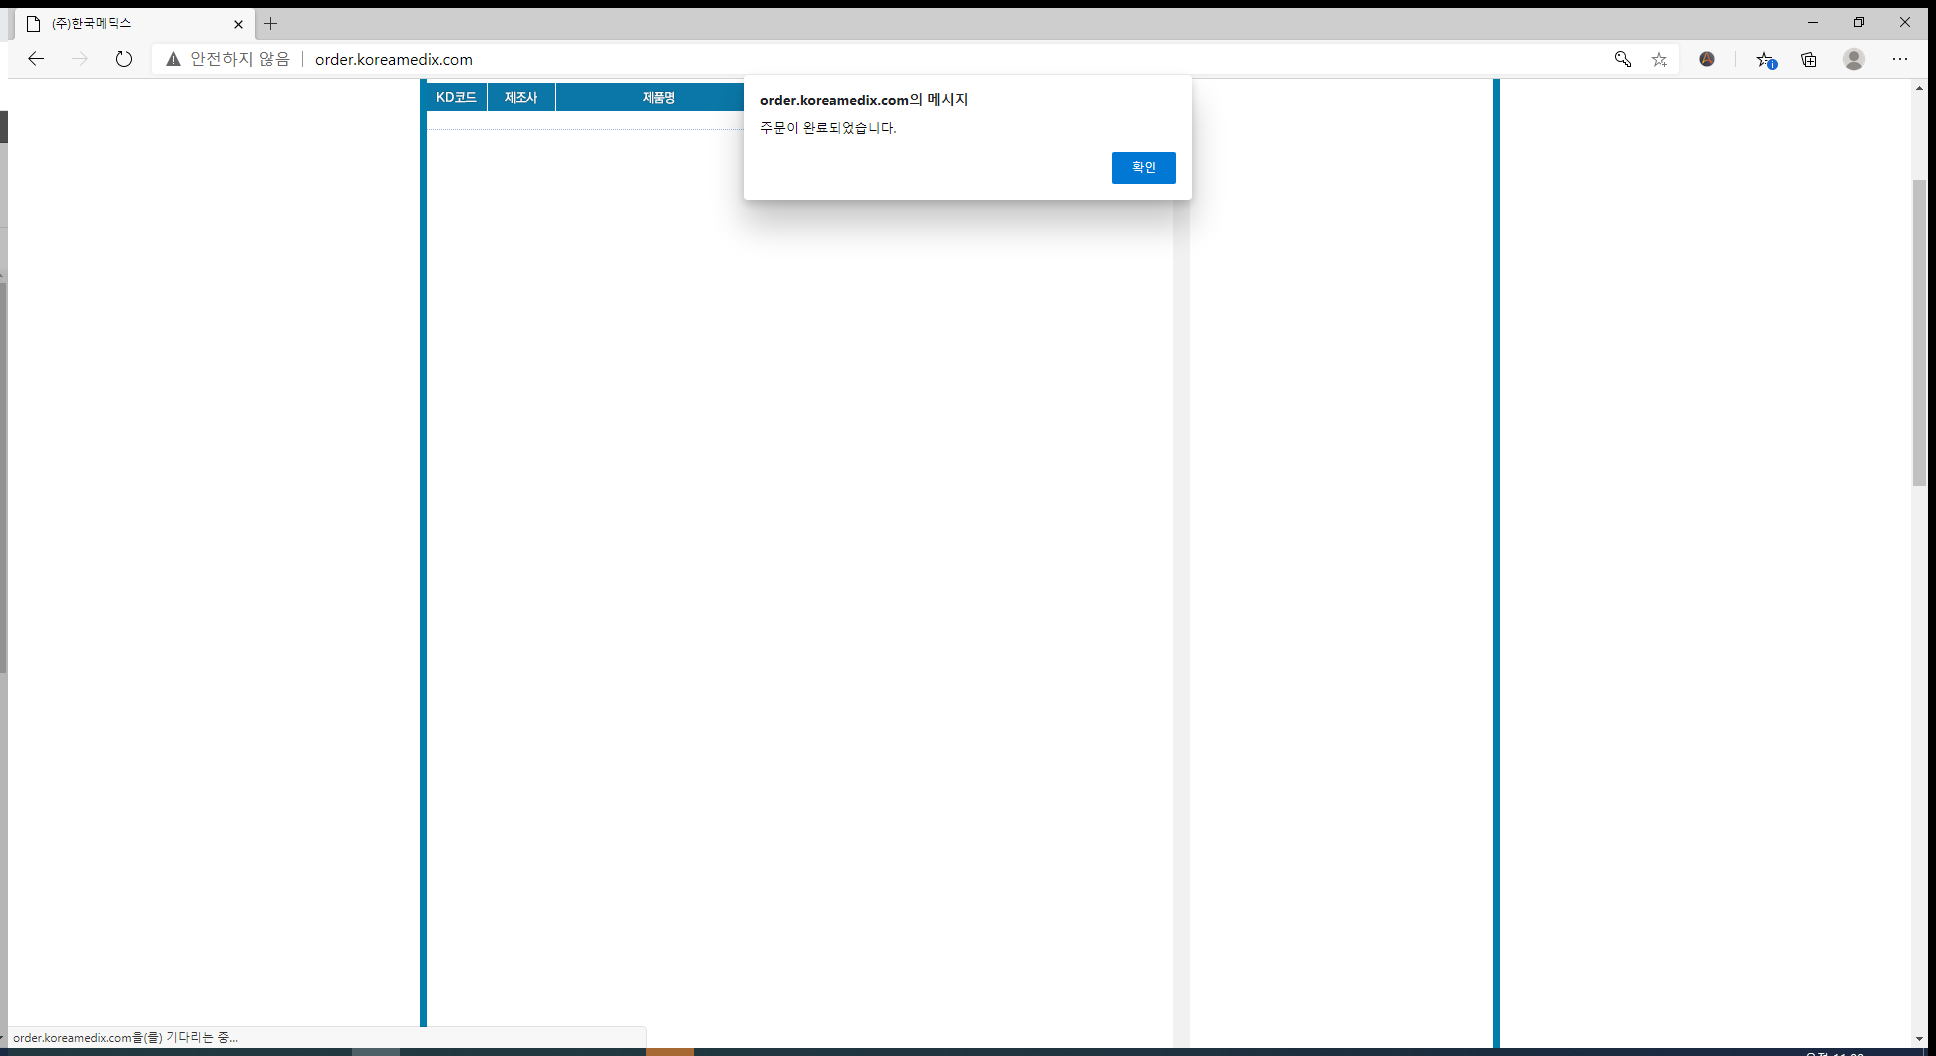 (주)한국메딕스
안전하지 않음
order.koreamedix.com
KD코드 제조사 제품명
order.koreamedix.com의 메시지
주문이 완료되었습니다.
확인
order.koreamedix.com을(를) 기다리는 중...